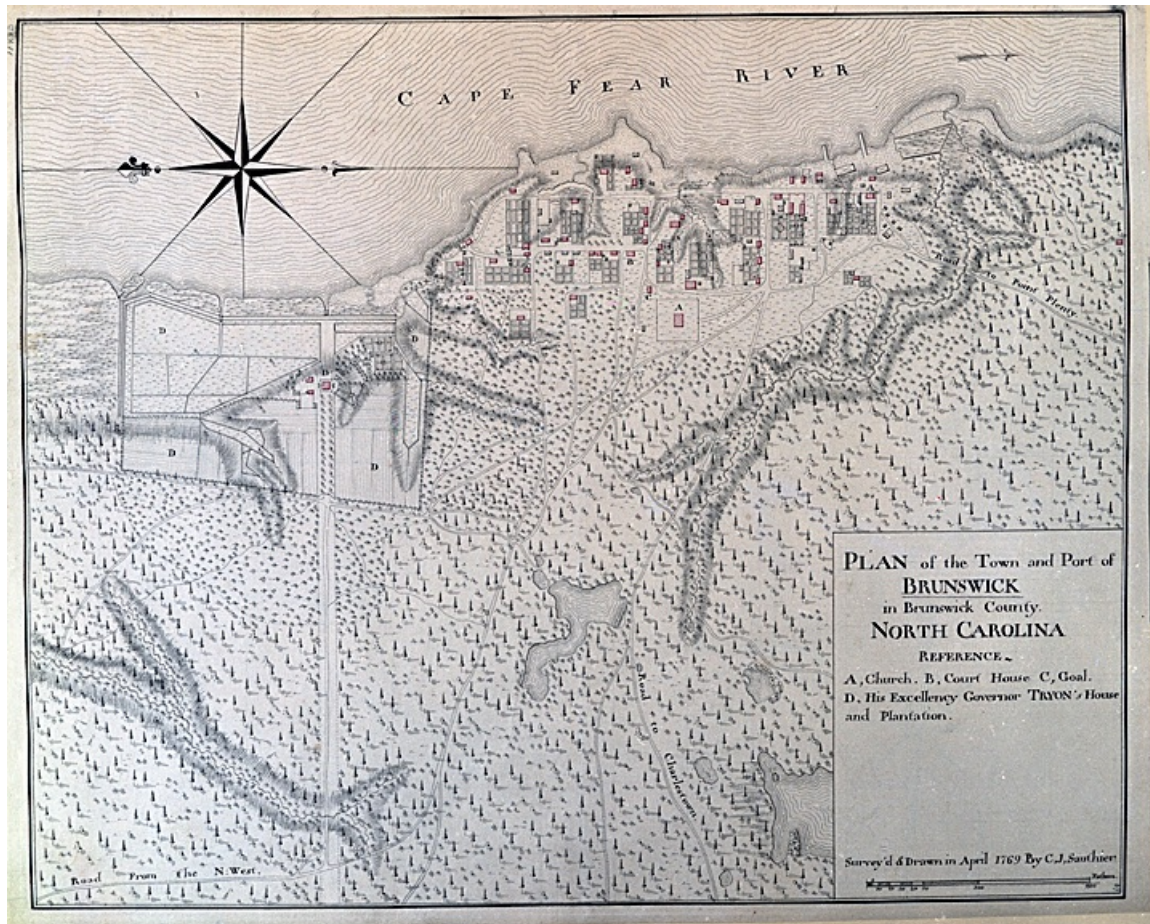 CAPE FEAR RIVER
A
D
D
B
A
Road to
Point Plenty
D
D
D
Road to
Charlestown
Road From the N. West.
PLAN of the Town and Port of
BRUNSWICK
in Brunswick County.
NORTH CAROLINA
REFERENCE.
A, Church. B, Court House C, Goal.
D, His Excellency Governor TRYON's House
and Plantation.
Survey'd & Drawn in April 1769 By C.J. Sauthier